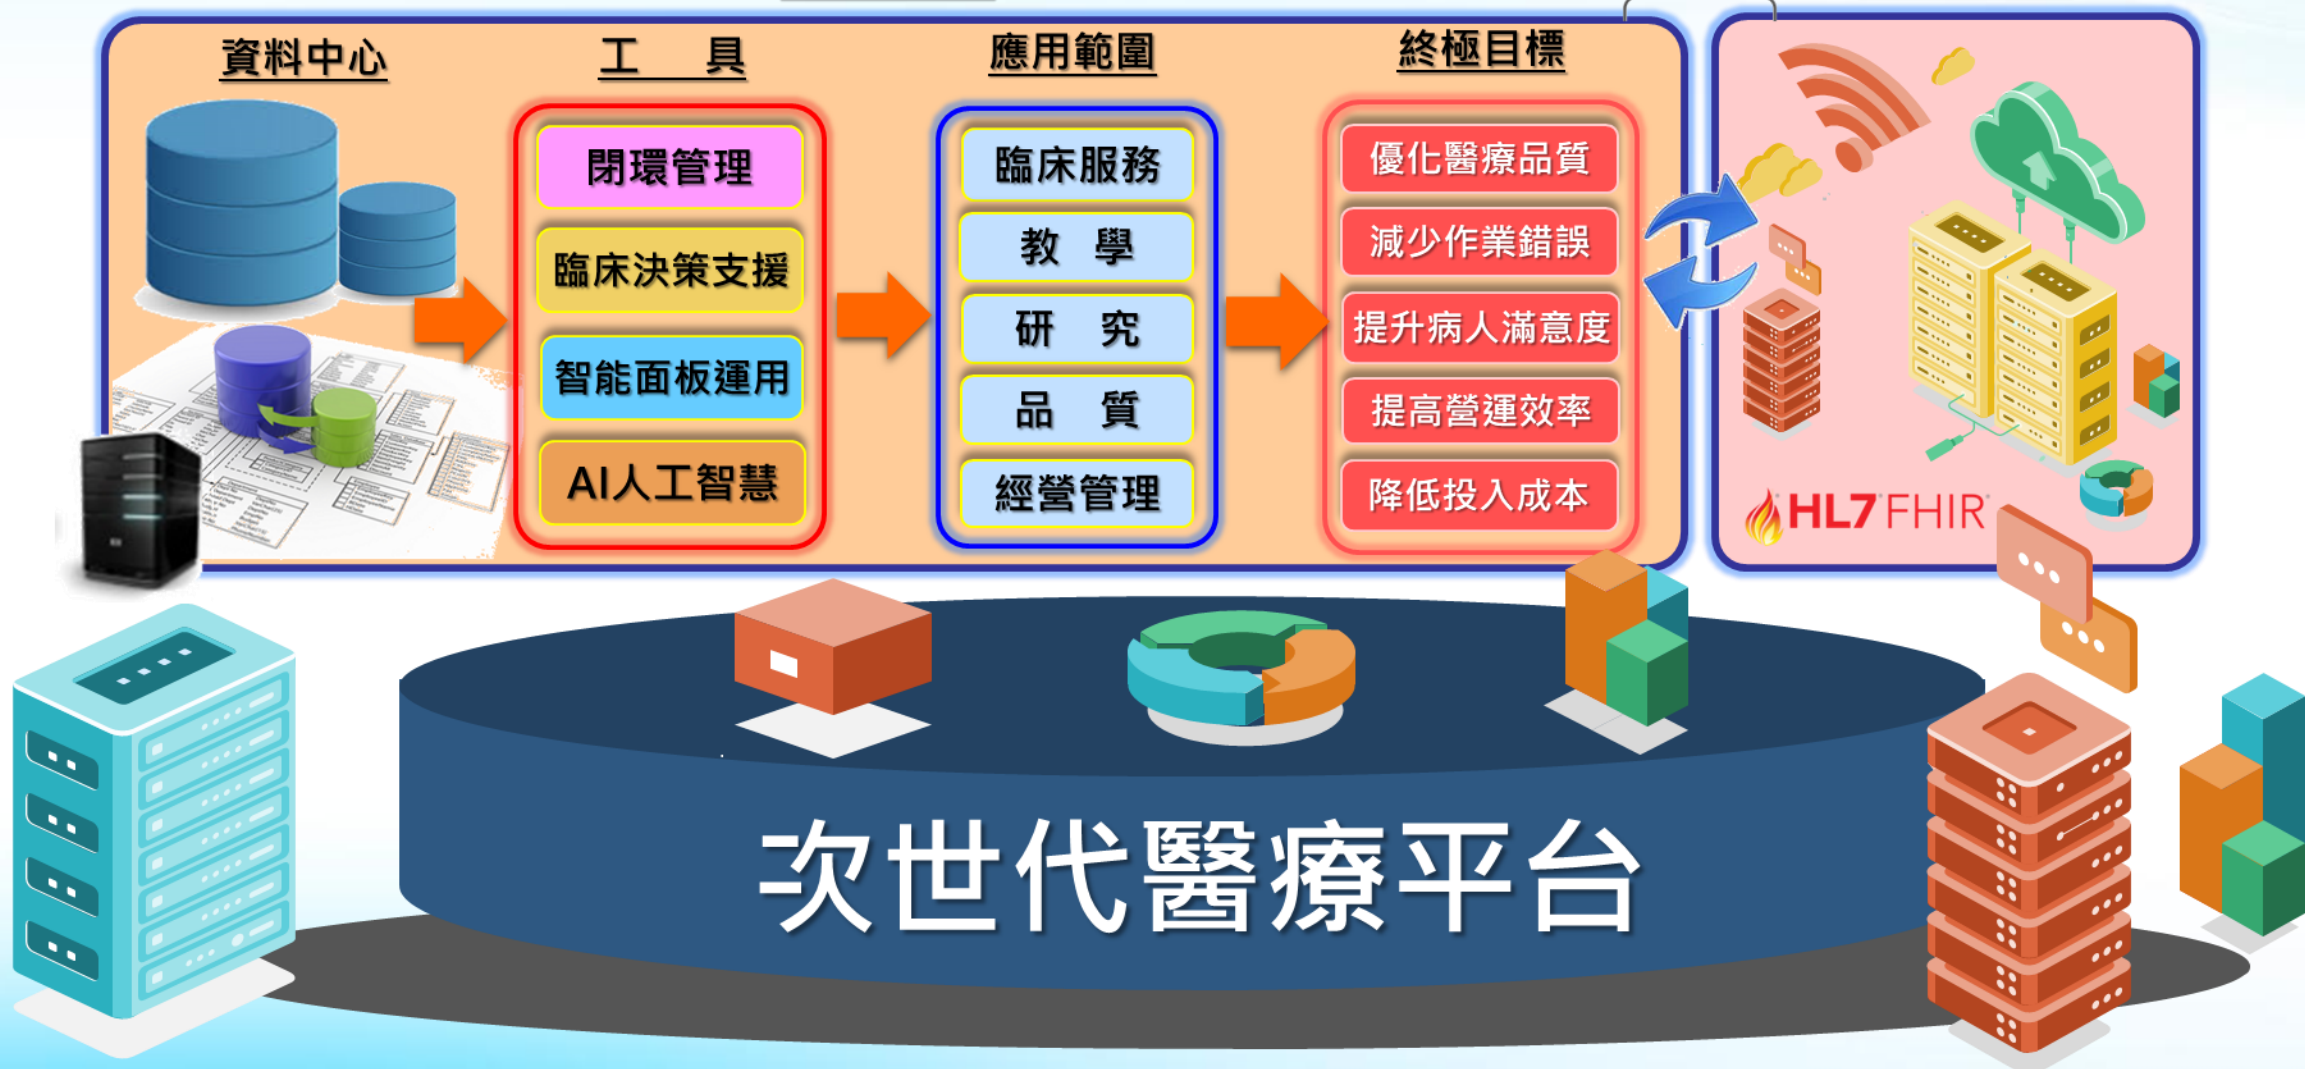 資料中心
工 具
應用範圍
終極目標
閉環管理
臨床決策支援
智能面板運用
AI人工智慧
臨床服務
教 學
研 究
品 質
經營管理
優化醫療品質
減少作業錯誤
提升病人滿意度
提高營運效率
降低投入成本
HL7 FHIR
次世代醫療平台